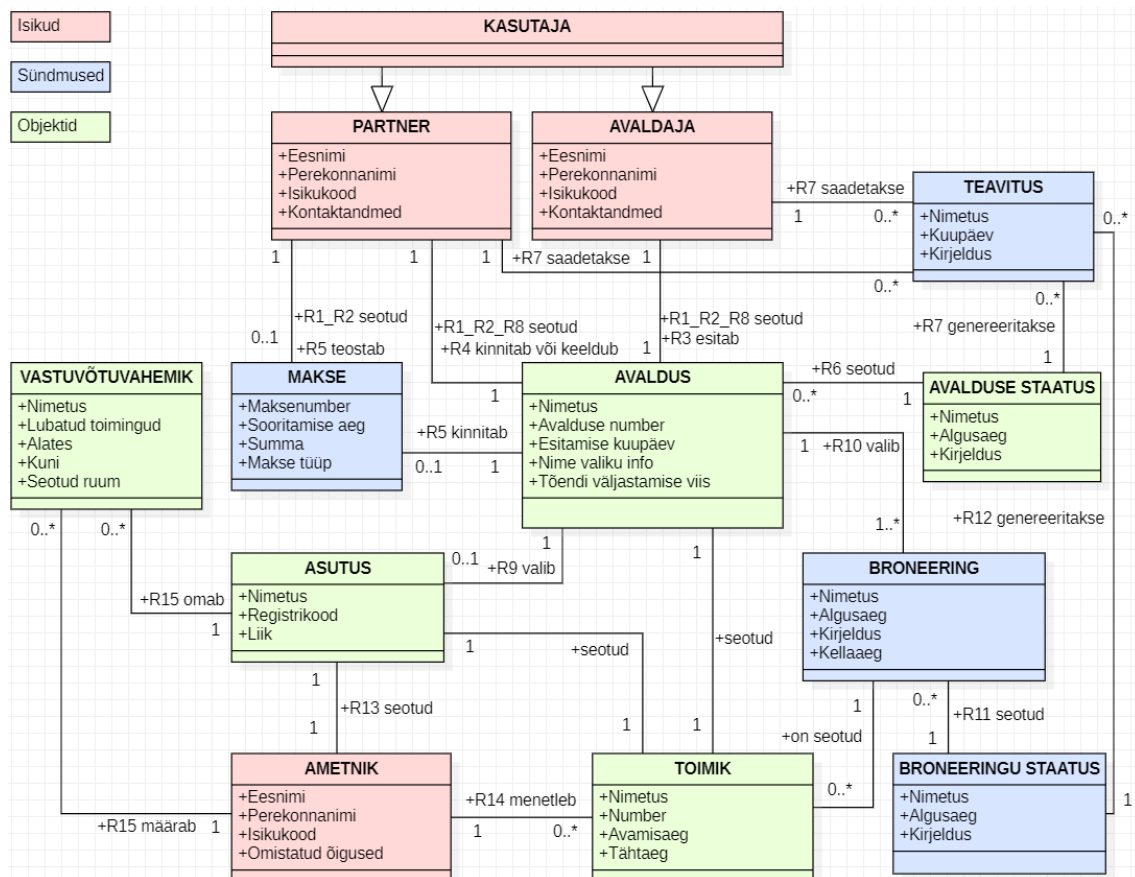 Isikud
Sündmused
Objektid
KASUTAJA
PARTNER
+Eesnimi
+Perekonnanimi
+Isikukood
+Kontaktandmed
AVALDAJA
+Eesnimi
+Perekonnanimi
+Isikukood
+Kontaktandmed
TEAVITUS
+Nimetus
+Kuupäev
+Kirjeldus
+R7 saadetakse
1
0..*
0..*
1
1
1
+R7 saadetakse
1
0..*
0..*
+R1_R2 seotud
0..1
+R5 teostab
+R1_R2_R8 seotud
+R4 kinnitab või keeldub
1
+R1_R2_R8 seotud
+R3 esitab
1
+R7 genereeritakse
1
VASTUVÕTUVAHEMIK
+Nimetus
+Lubatud toimingud
+Alates
+Kuni
+Seotud ruum
MAKSE
+Maksenumber
+Sooritamise aeg
+Summa
+Makse tüüp
+R5 kinnitab
0..1
1
AVALDUS
+Nimetus
+Avalduse number
+Esitamise kuupäev
+Nime valiku info
+Tõendi väljastamise viis
+R6 seotud
0..*
1
AVALDUSE STAATUS
+Nimetus
+Algusaeg
+Kirjeldus
1
+R10 valib
1..*
+R12 genereeritakse
0..*
0..*
+R15 omab
1
ASUTUS
+Nimetus
+Registrikood
+Liik
0..1
1
+R9 valib
1
+seotud
1
BRONEERING
+Nimetus
+Algusaeg
+Kirjeldus
+Kellaaeg
1
+seotud
1
1
+R13 seotud
1
1
+on seotud
0..*
0..*
+R11 seotud
1
+R15 määrab
1
AMETNIK
+Eesnimi
+Perekonnanimi
+Isikukood
+Omistatud õigused
+R14 menetleb
1
0..*
TOIMIK
+Nimetus
+Number
+Avamisaeg
+Tähtaeg
BRONEERINGU STAATUS
+Nimetus
+Algusaeg
+Kirjeldus
1